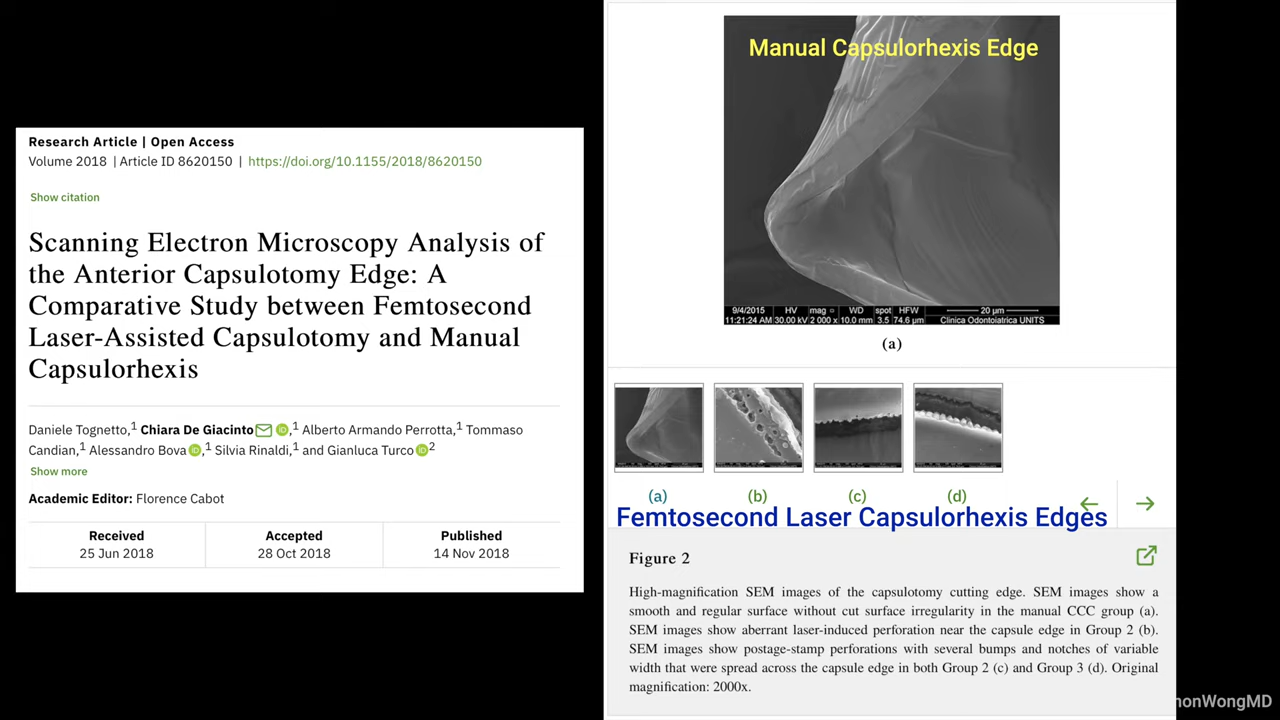 Research Article | Open Access
Volume 2018 | Article ID 8620150 | https://doi.org/10.1155/2018/8620150
Show citation
Scanning Electron Microscopy Analysis of
the Anterior Capsulotomy Edge: A
Comparative Study between Femtosecond
Laser-Assisted Capsulotomy and Manual
Capsulorhexis
Daniele Tognetto,1 Chiara De Giacinto,1 Alberto Armando Perrotta,1 Tommaso
Candian,1 Alessandro Bova,1 Silvia Rinaldi,1 and Gianluca Turco2
Show more
Academic Editor: Florence Cabot
Received Accepted Published
25 Jun 2018 28 Oct 2018 14 Nov 2018
Manual Capsulorhexis Edge
9/4/2015 HV mag WD spot HFW 20 µm
11:21:24 AM 30.00 kV 2 000 x 10.0 mm 3.5 74.6 µm Clinica Odontoiatrica UNITS
(a)
(a) (b) (c) (d)
Femtosecond Laser Capsulorhexis Edges
Figure 2
High-magnification SEM images of the capsulotomy cutting edge. SEM images show a
smooth and regular surface without cut surface irregularity in the manual CCC group (a).
SEM images show aberrant laser-induced perforation near the capsule edge in Group 2 (b).
SEM images show postage-stamp perforations with several bumps and notches of variable
width that were spread across the capsule edge in both Group 2 (c) and Group 3 (d). Original
magnification: 2000x.
honWongMD